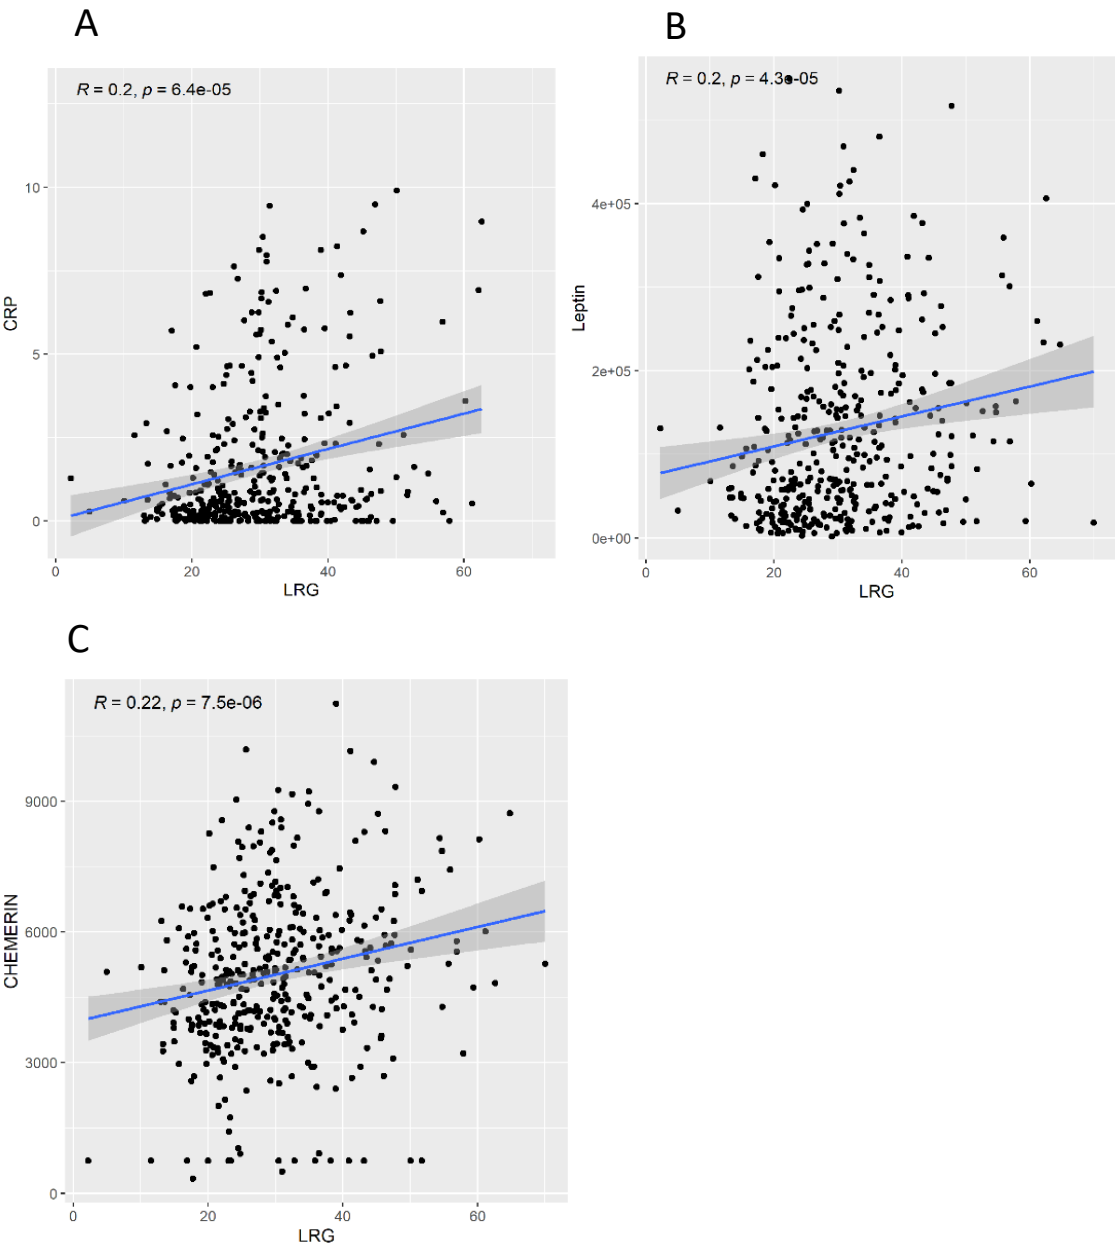 A
R = 0.2, p = 6.4e-05
CRP
10
5
0
0 20 40 60
LRG
B
R = 0.2, p = 4.3e-05
Leptin
4e+05
2e+05
0e+00
0 20 40 60
LRG
C
R = 0.22, p = 7.5e-06
CHEMERIN
9000
6000
3000
0
0 20 40 60
LRG